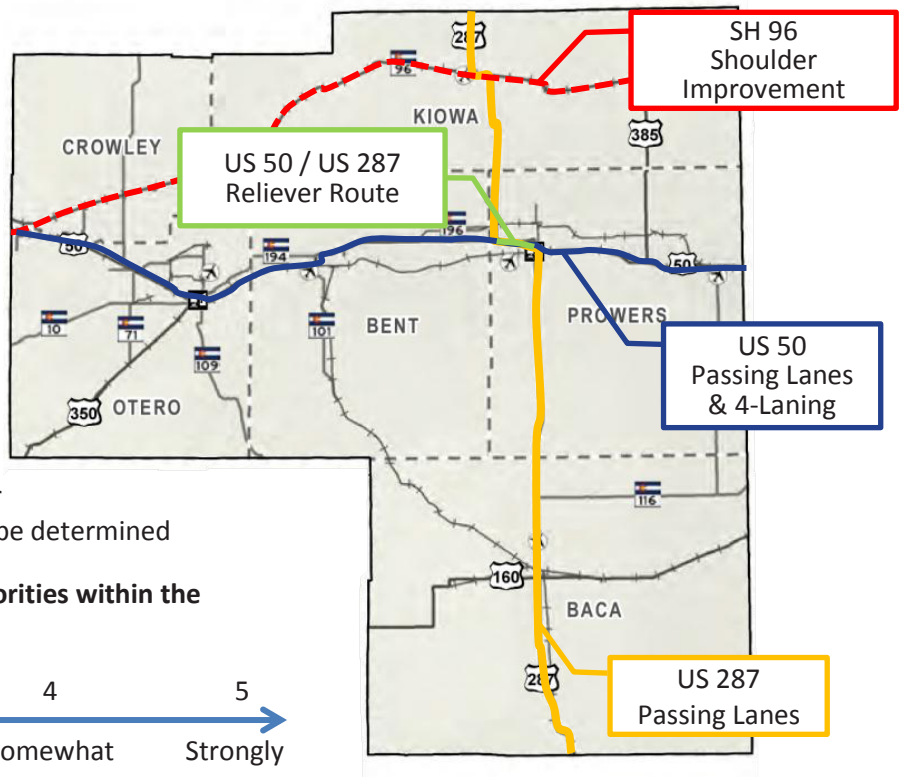 287
SH 96
Shoulder
Improvement
96
KIOWA
385
CROWLEY
US 50 / US 287
Reliever Route
196
50
194
50
10
71
109
101
BENT
PROWERS
US 50
Passing Lanes
& 4-Laning
350
OTERO
116
be determined
160
orities within the
BACA
4
5
287
US 287
Passing Lanes
omewhat
Strongly